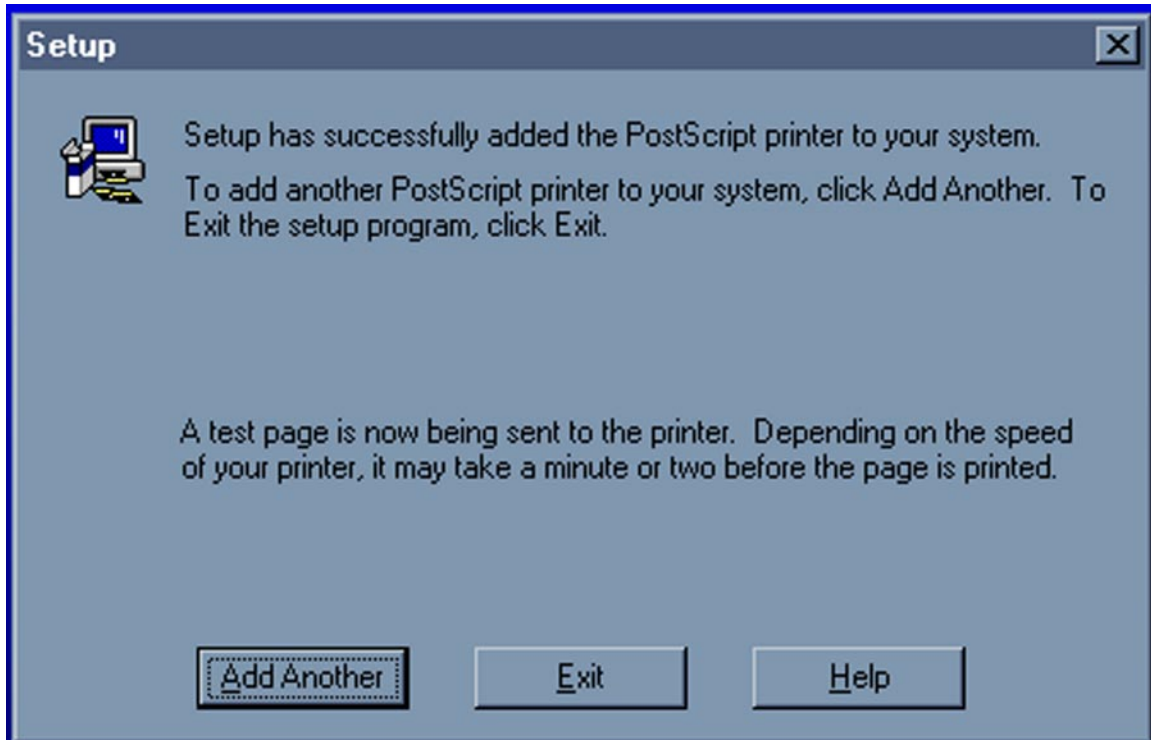 Setup
Setup has successfully added the PostScript printer to your system.
To add another PostScript printer to your system, click Add Another.  To
Exit the setup program, click Exit.
A test page is now being sent to the printer.  Depending on the speed
of your printer, it may take a minute or two before the page is printed.
Add Another
Exit
Help